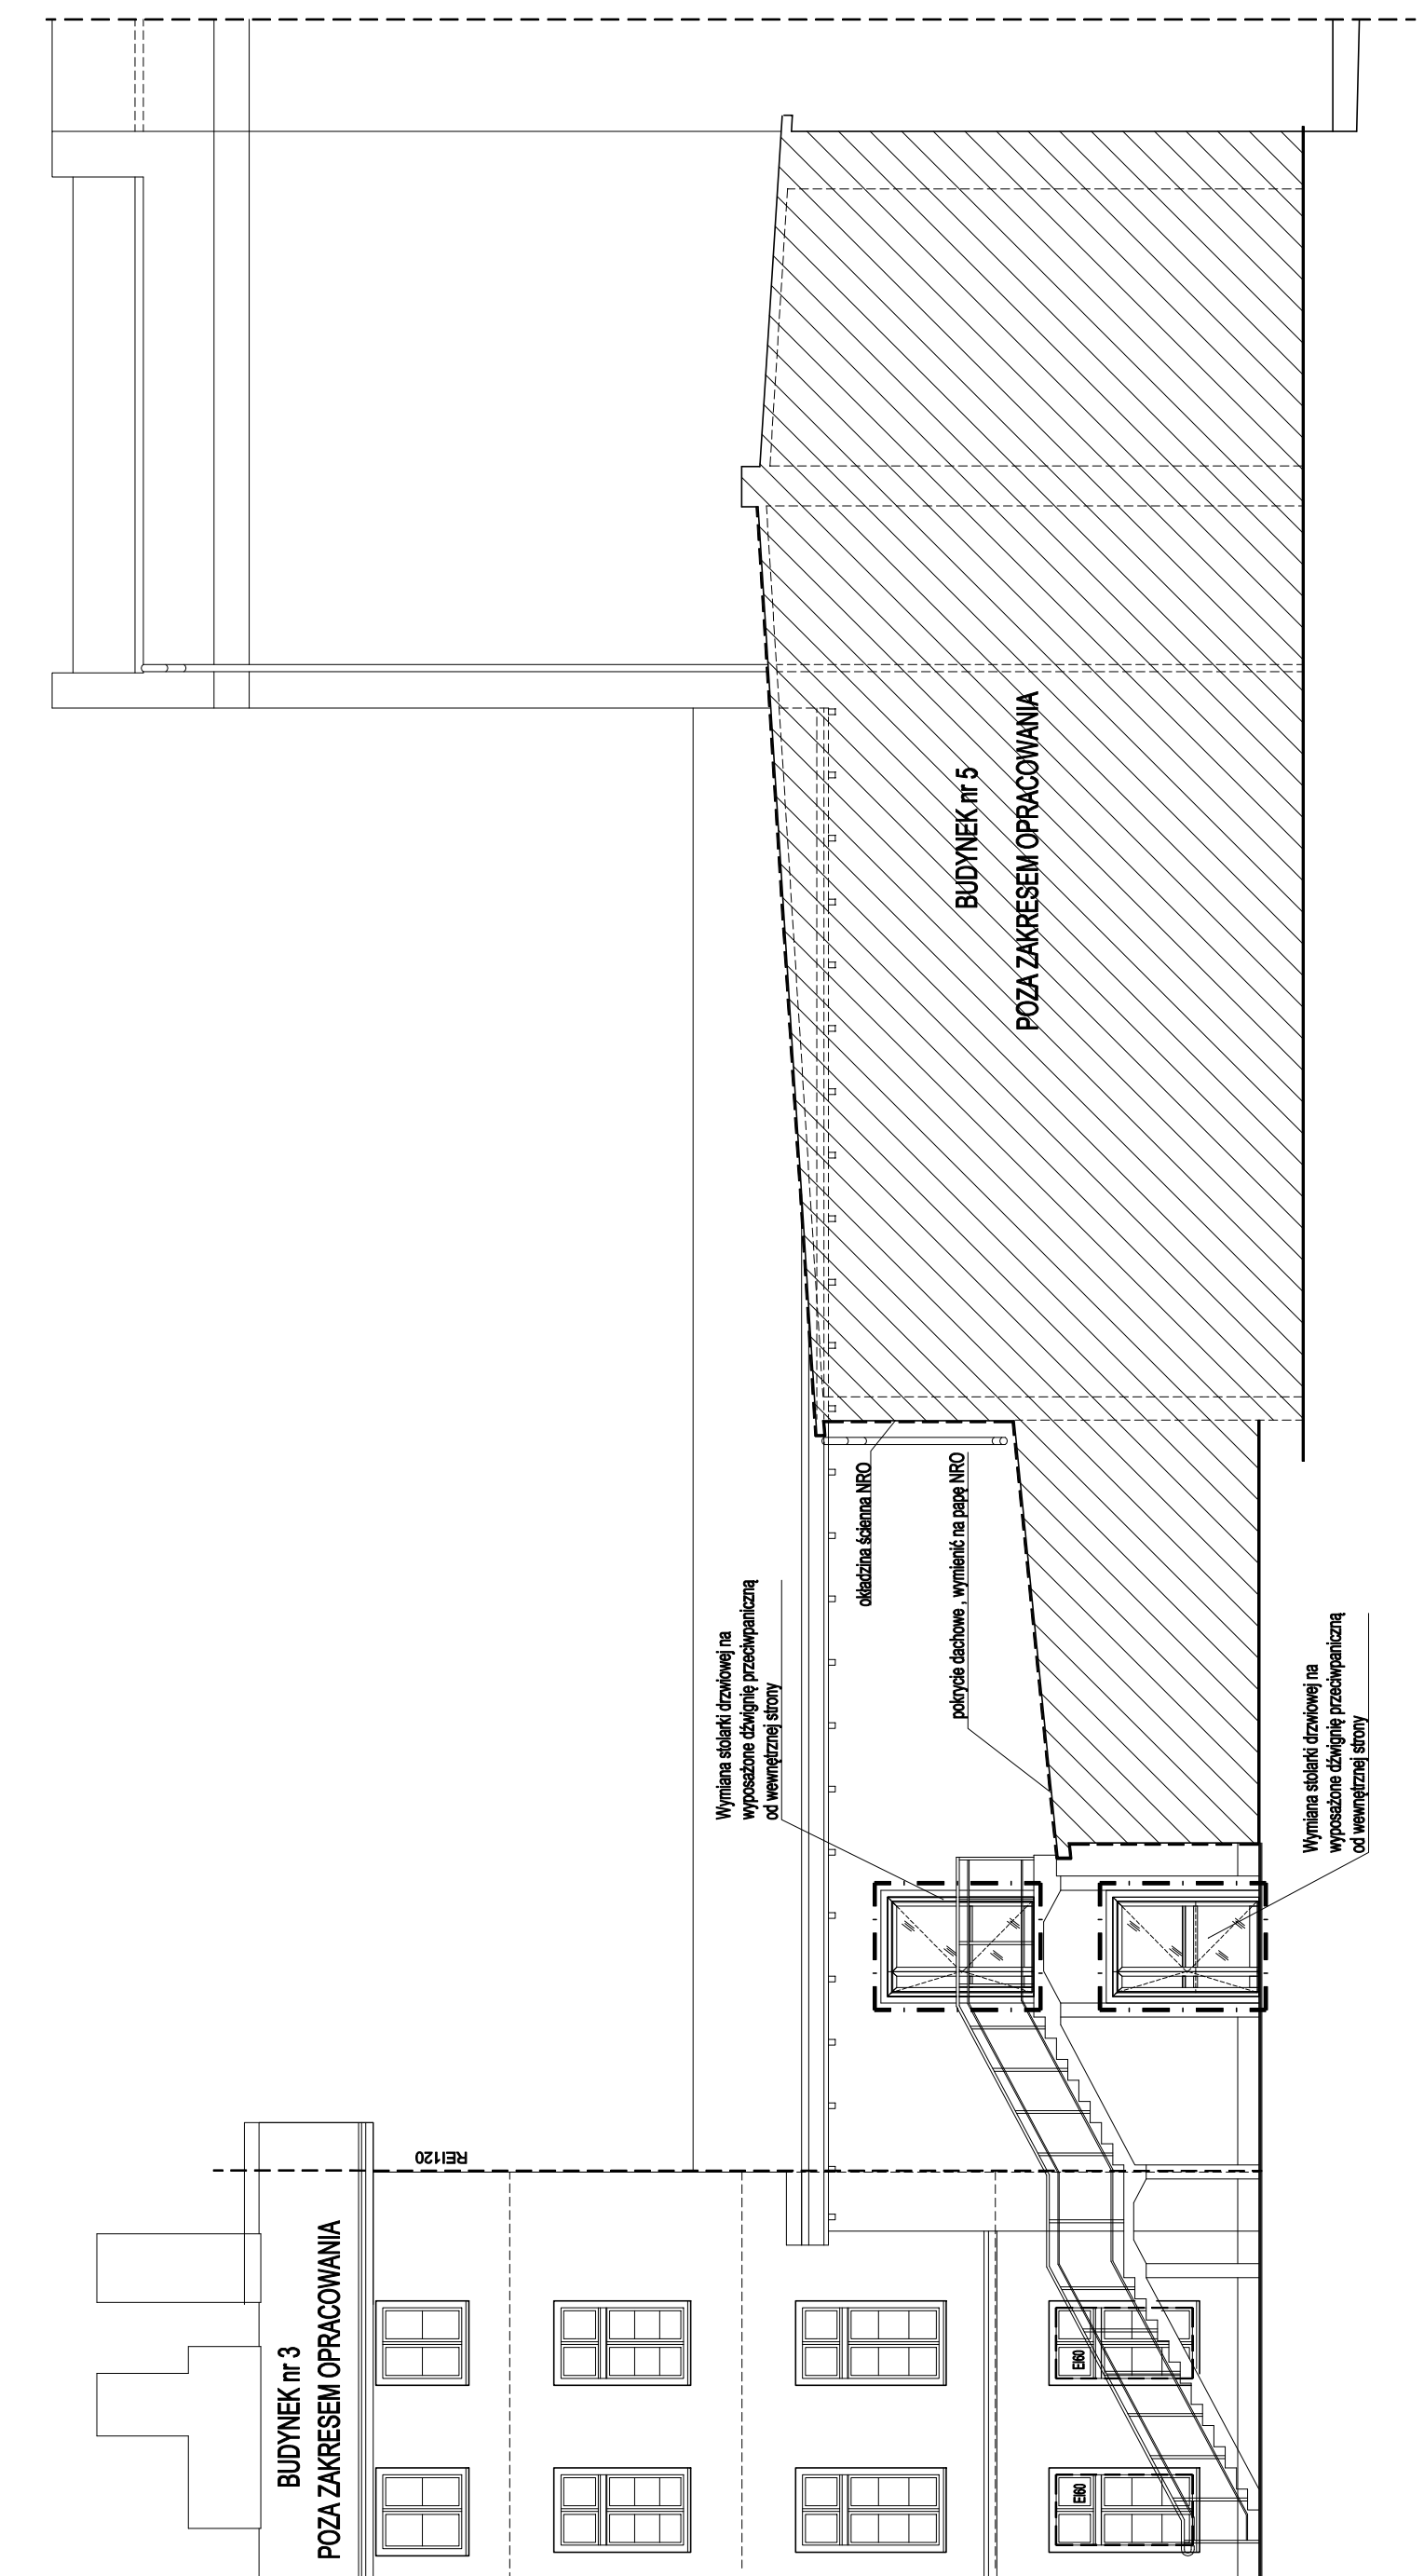 BUDYNEK nr 3
POZA ZAKRESEM OPRACOWANIA
REI120
EI60
EI60
Wymiana stolarki drzwiowej na
wyposażone dźwignię przeciwpaniczną
od wewnętrznej strony
okładzina ścienna NRO
pokrycie dachowe , wymienić na papę NRO
Wymiana stolarki drzwiowej na
wyposażone dźwignię przeciwpaniczną
od wewnętrznej strony
BUDYNEK nr 5
POZA ZAKRESEM OPRACOWANIA